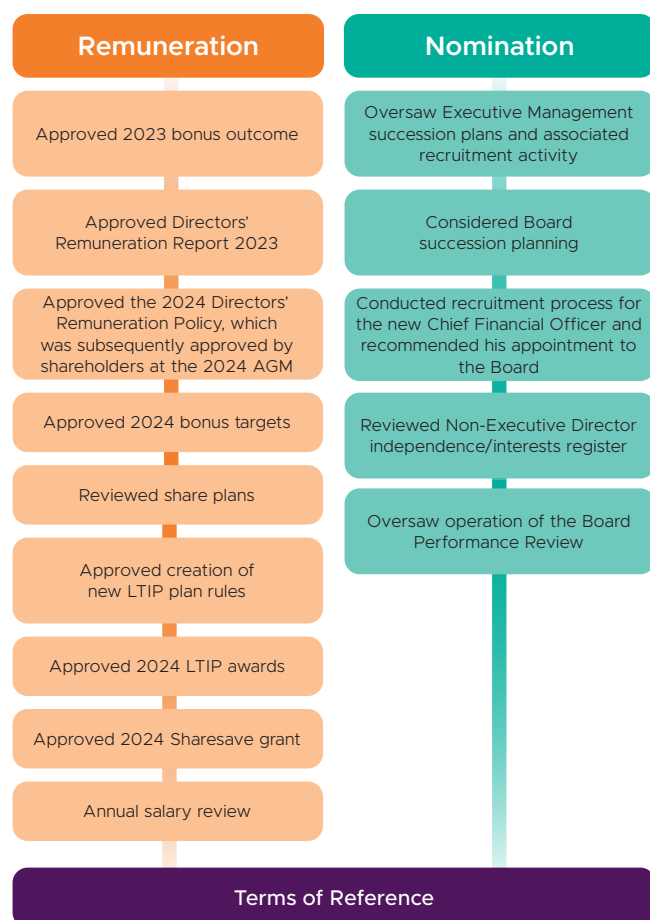 Remuneration
Approved 2023 bonus outcome
Approved Directors’
Remuneration Report 2023
Approved the 2024 Directors’
Remuneration Policy, which
was subsequently approved by
shareholders at the 2024 AGM
Approved 2024 bonus targets
Reviewed share plans
Approved creation of
new LTIP plan rules
Approved 2024 LTIP awards
Approved 2024 Sharesave grant
Annual salary review
Nomination
Oversaw Executive Management
succession plans and associated
recruitment activity
Considered Board
succession planning
Conducted recruitment process for
the new Chief Financial Officer and
recommended his appointment to
the Board
Reviewed Non-Executive Director
independence/interests register
Oversaw operation of the Board
Performance Review
Terms of Reference